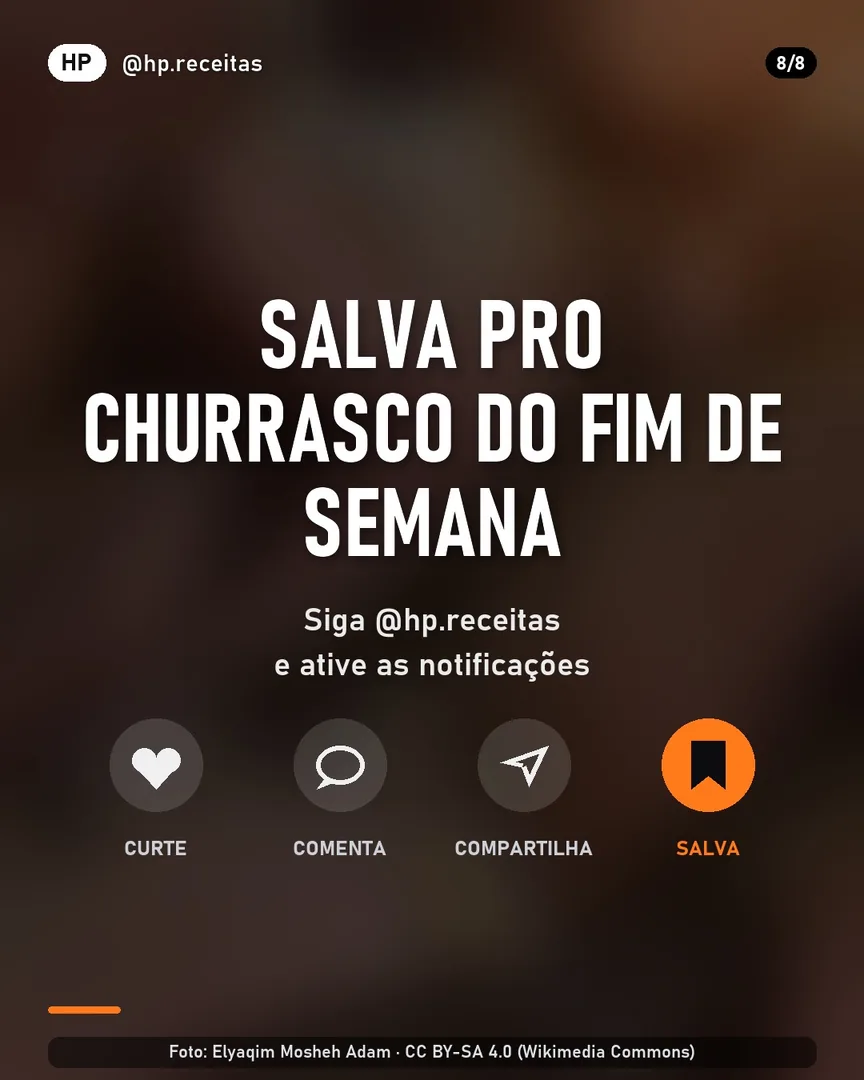 HP @hp.receitas 8/8
SALVA PRO
CHURRASCO DO FIM DE
SEMANA
Siga @hp.receitas
e ative as notificações
CURTE COMENTA COMPARTILHA SALVA
Foto: Elyaqim Mosheh Adam · CC BY-SA 4.0 (Wikimedia Commons)